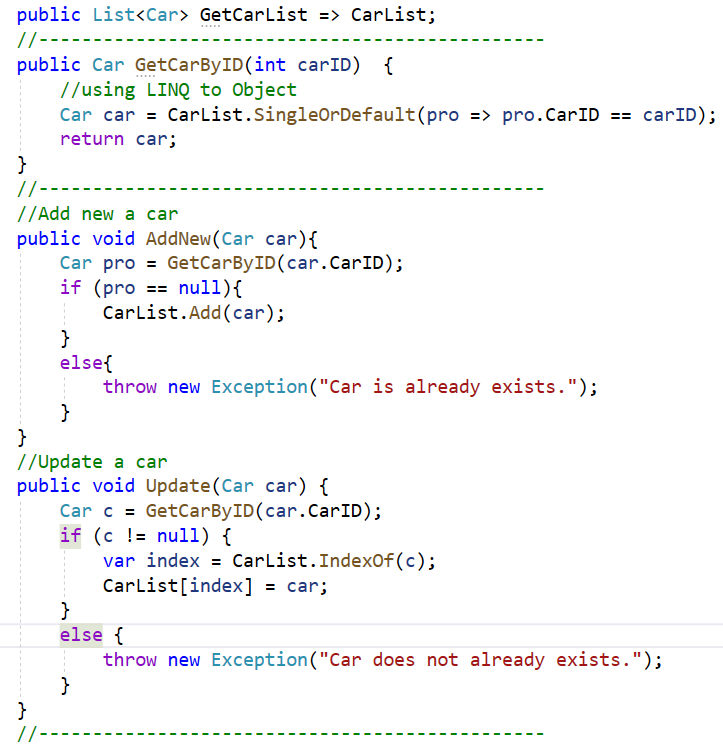 public List<Car> GetCarList => CarList;
//-----------------------------------------------
public Car GetCarByID(int carID)  {
    //using LINQ to Object
    Car car = CarList.SingleOrDefault(pro => pro.CarID == carID);
    return car;
}
//-----------------------------------------------
//Add new a car
public void AddNew(Car car){
    Car pro = GetCarByID(car.CarID);
    if (pro == null){
        CarList.Add(car);
    }
    else{
        throw new Exception("Car is already exists.");
    }
}
//Update a car
public void Update(Car car) {
    Car c = GetCarByID(car.CarID);
    if (c != null) {
        var index = CarList.IndexOf(c);
        CarList[index] = car;
    }
    else {
        throw new Exception("Car does not already exists.");
    }
}
//-----------------------------------------------